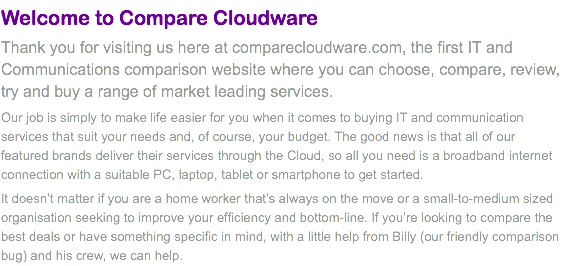 Welcome to Compare Cloudware
Thank you for visiting us here at comparecloudware.com, the first IT and
Communications comparison website where you can choose, compare, review,
try and buy a range of market leading services.
Our job is simply to make life easier for you when it comes to buying IT and communication
services that suit your needs and, of course, your budget. The good news is that all of our
featured brands deliver their services through the Cloud, so all you need is a broadband internet
connection with a suitable PC, laptop, tablet or smartphone to get started.
It doesn't matter if you are a home worker that's always on the move or a small-to-medium sized
organisation seeking to improve your efficiency and bottom-line. If you're looking to compare the
best deals or have something specific in mind, with a little help from Billy (our friendly comparison
bug) and his crew, we can help.